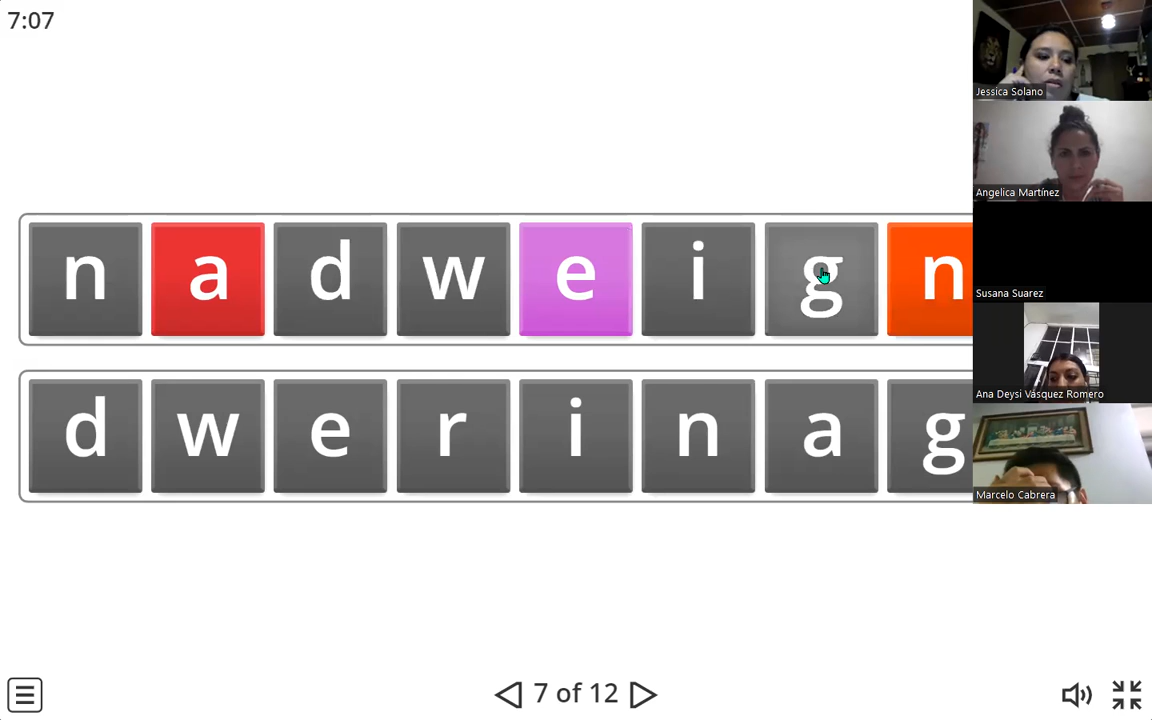 7:07
n a d w e i g n
d w e r i n a g
7 of 12
Jessica Solano
Angelica Martínez
Susana Suarez
Ana Deysi Vásquez Romero
Marcelo Cabrera